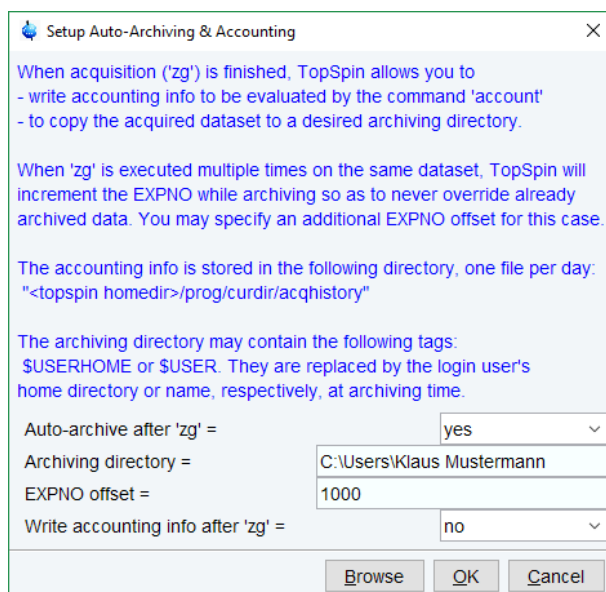 Setup Auto-Archiving & Accounting
When acquisition ('zg') is finished, TopSpin allows you to
- write accounting info to be evaluated by the command 'account'
- to copy the acquired dataset to a desired archiving directory.
When 'zg' is executed multiple times on the same dataset, TopSpin will
increment the EXPNO while archiving so as to never override already
archived data. You may specify an additional EXPNO offset for this case.
The accounting info is stored in the following directory, one file per day:
"<topspin homedir>/prog/curdir/acqhistory"
The archiving directory may contain the following tags:
$USERHOME or $USER. They are replaced by the login user's
home directory or name, respectively, at archiving time.
Auto-archive after 'zg' = yes
Archiving directory = C:\Users\Klaus Mustermann
EXPNO offset = 1000
Write accounting info after 'zg' = no
Browse OK Cancel